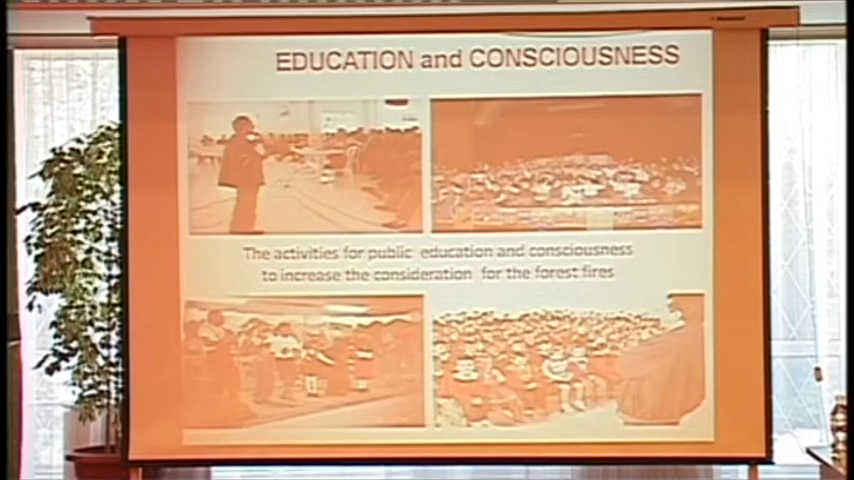 EDUCATION and CONSCIOUSNESS
The activities for public education and consciousness
to increase the consideration for the forest fires